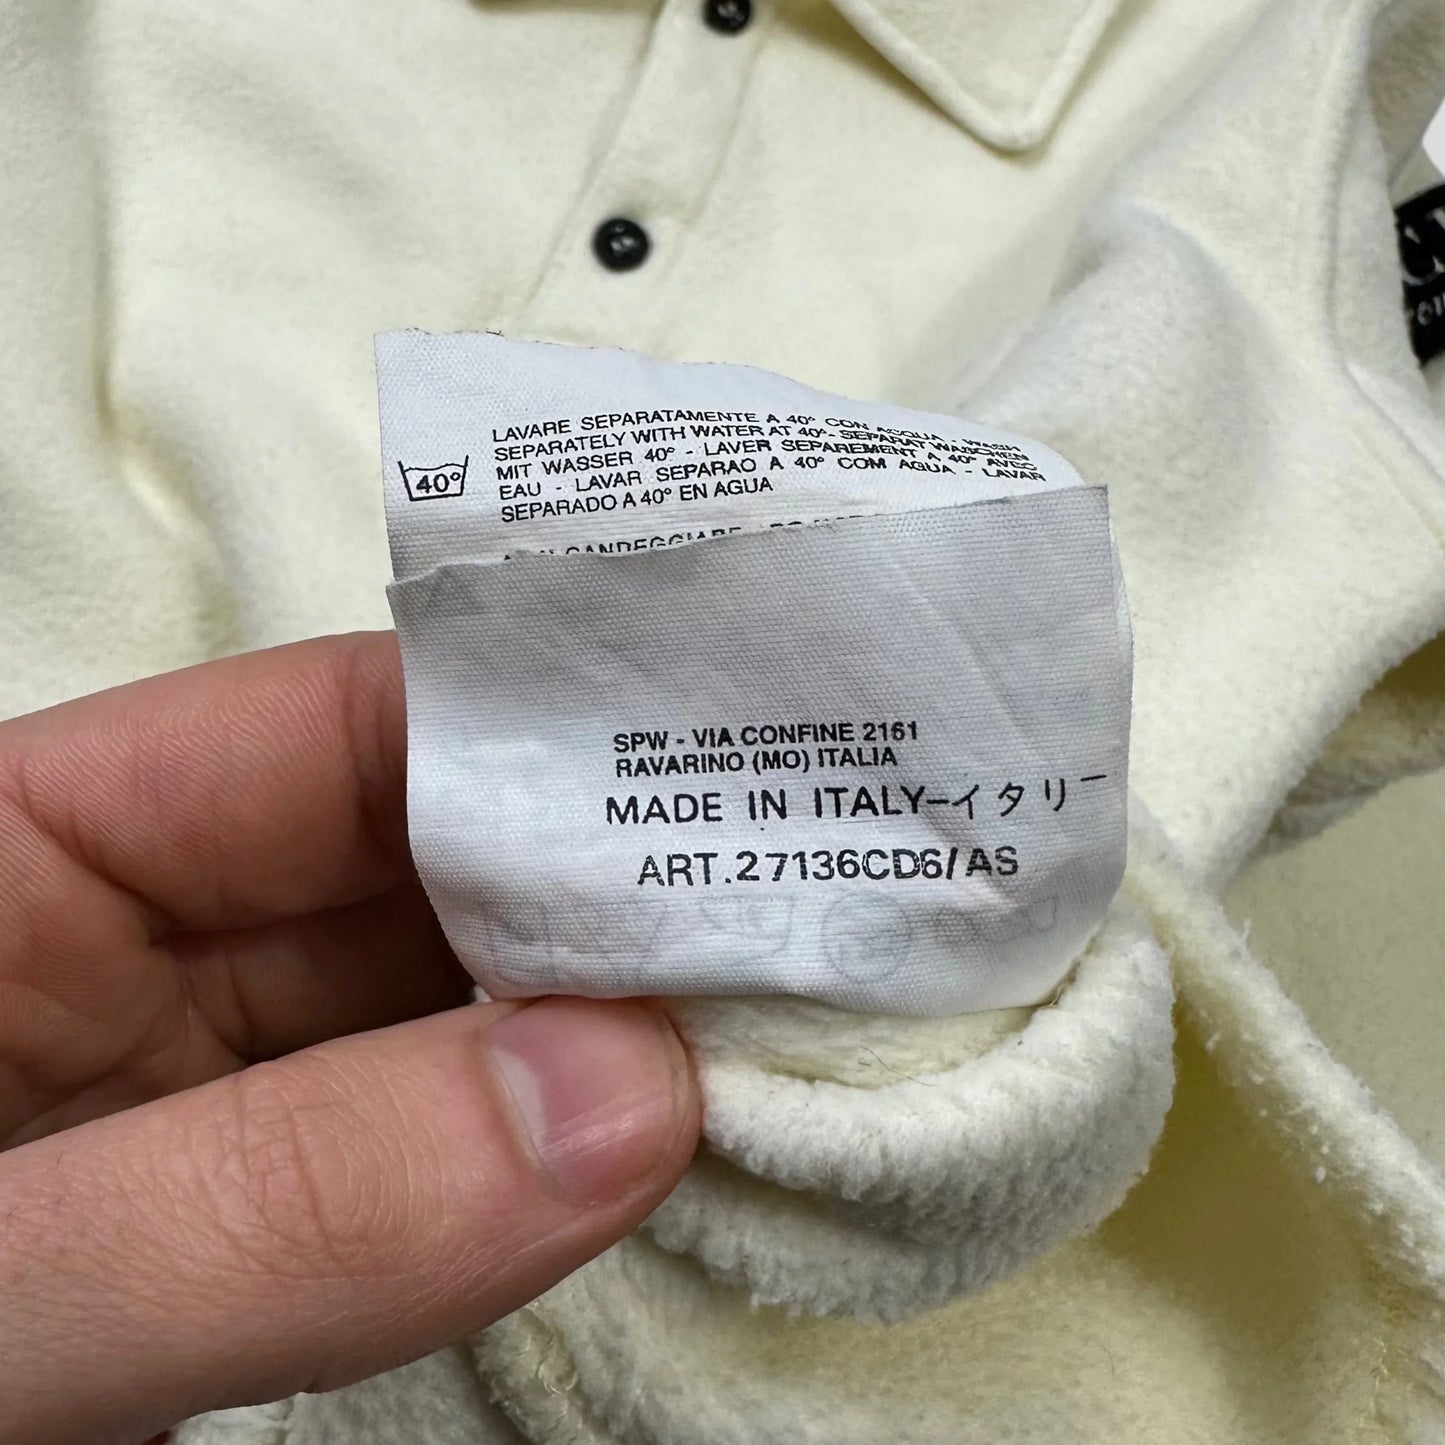 LAVARE SEPARATAMENTE A 40° CON ACQUA - WASH
SEPARATELY WITH WATER AT 40° - SEPARAT WASCHEN
MIT WASSER 40° - LAVER SEPAREMENT A 40° AVEC
EAU - LAVAR SEPARAO A 40° COM AGUA - LAVAR
SEPARADO A 40° EN AGUA
40°
CANDEGGIARE
SPW - VIA CONFINE 2161
RAVARINO (MO) ITALIA
MADE IN ITALY-イタリー
ART.27136CD6/AS